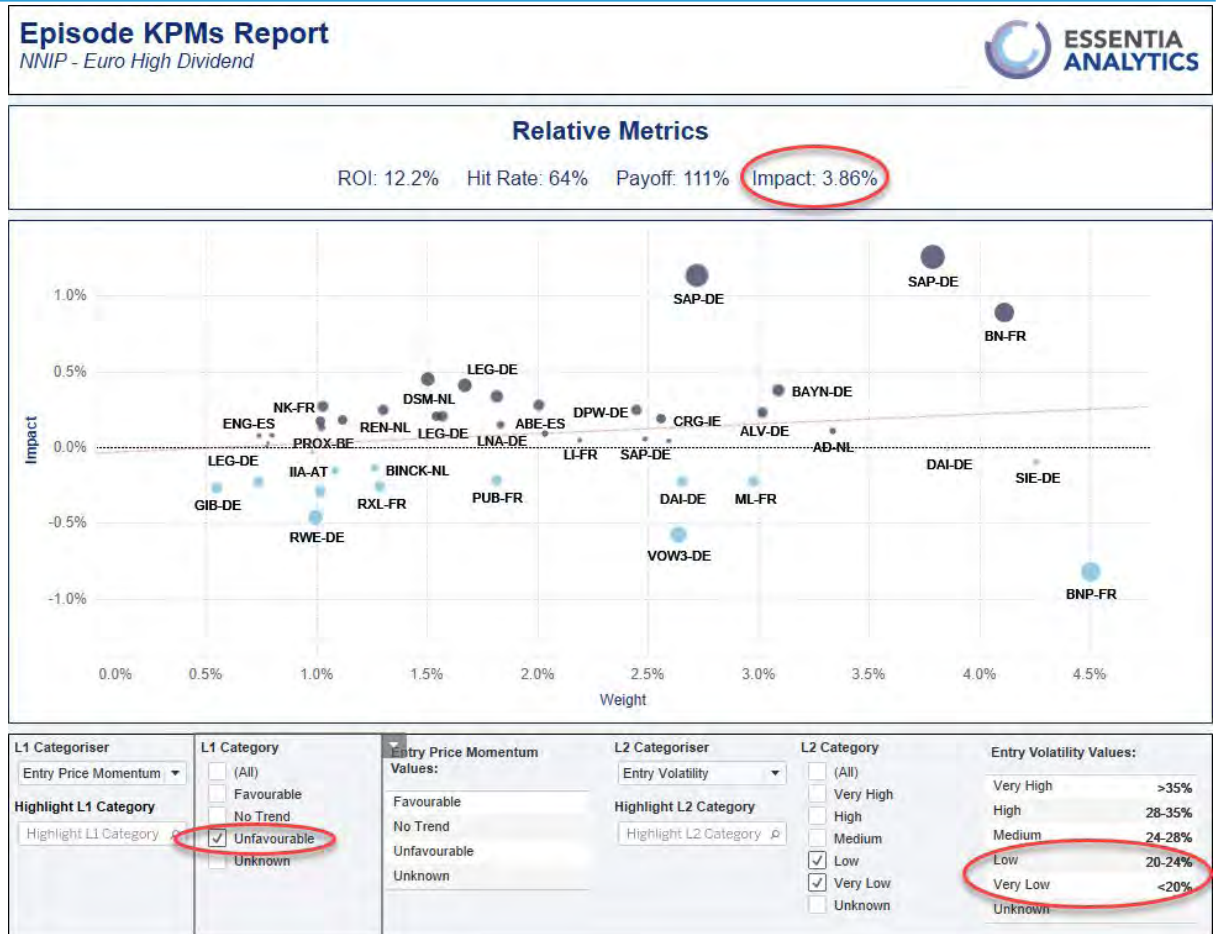 Episode KPMs Report
NNIP - Euro High Dividend
ESSENTIA
ANALYTICS
Relative Metrics
ROI: 12.2% Hit Rate: 64% Payoff: 111% Impact: 3.86%
Impact
1.0%
0.5%
0.0%
-0.5%
-1.0%
SAP-DE
SAP-DE
BN-FR
LEG-DE
BAYN-DE
DSM-NL
NK-FR
DPW-DE
ENG-ES
REN-NL
ABE-ES
CRG-IE
LEG-DE
ALV-DE
PROX-BE
LNA-DE
AD-NL
LI-FR
SAP-DE
LEG-DE
DAI-DE
IIA-AT
BINCK-NL
SIE-DE
GIB-DE
RXL-FR
PUB-FR
DAI-DE
ML-FR
RWE-DE
VOW3-DE
BNP-FR
0.0% 0.5% 1.0% 1.5% 2.0% 2.5% 3.0% 3.5% 4.0% 4.5%
Weight
L1 Categoriser
Entry Price Momentum
Highlight L1 Category
Highlight L1 Category
L1 Category
(All)
Favourable
No Trend
Unfavourable
Unknown
Entry Price Momentum
Values:
Favourable
No Trend
Unfavourable
Unknown
L2 Categoriser
Entry Volatility
Highlight L2 Category
Highlight L2 Category
L2 Category
(All)
Very High
High
Medium
Low
Very Low
Unknown
Entry Volatility Values:
Very High >35%
High 28-35%
Medium 24-28%
Low 20-24%
Very Low <20%
Unknown